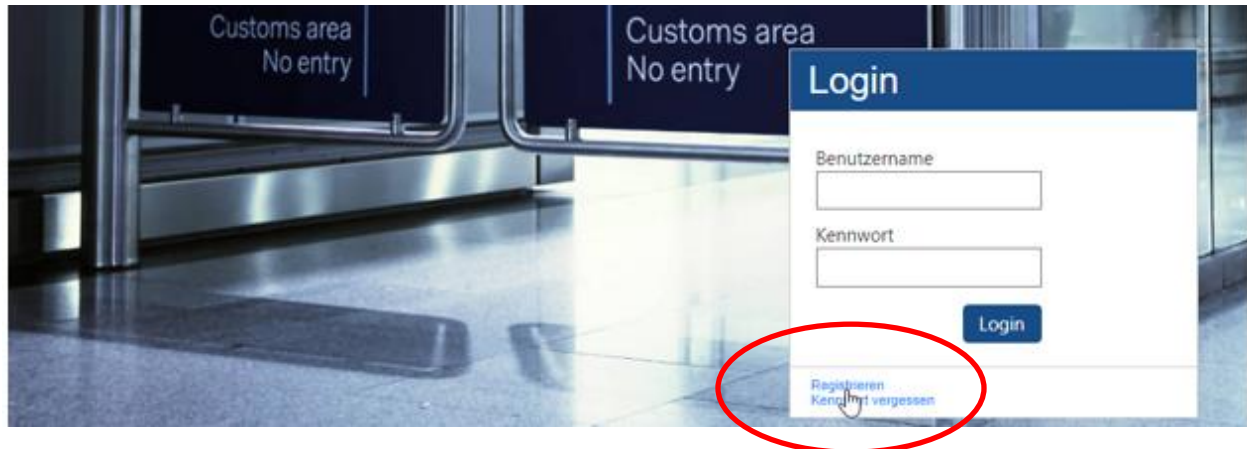 Customs area
No entry
Customs area
No entry
Login
Benutzername
Kennwort
Login
Registrieren
Kennwort vergessen